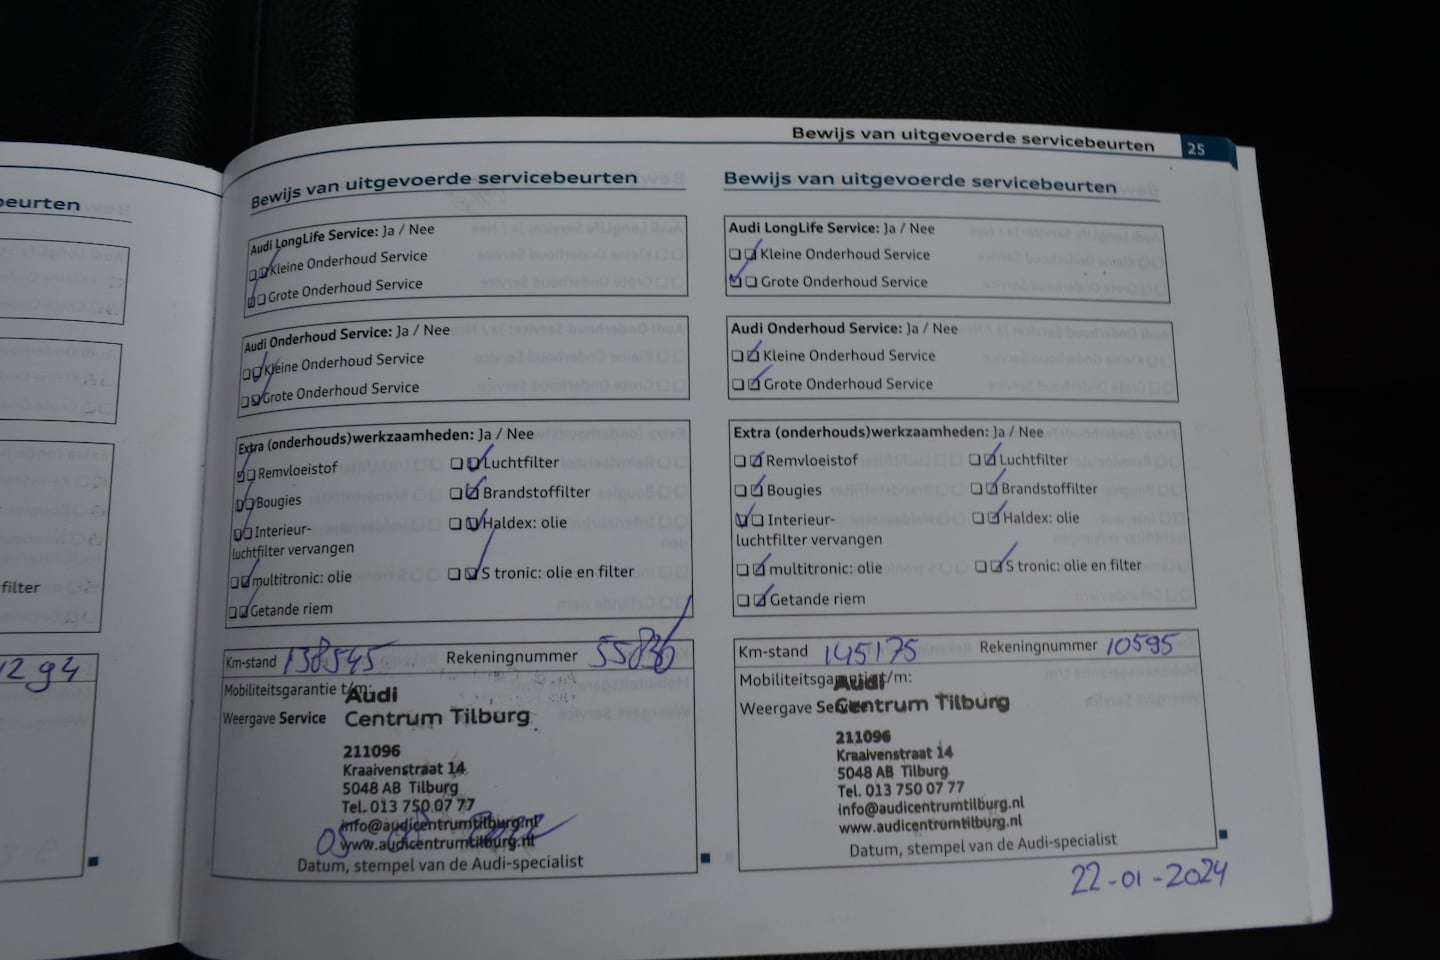 Bewijs van uitgevoerde servicebeurten 25
beurten
filter
1294
Bewijs van uitgevoerde servicebeurten
Audi LongLife Service: Ja / Nee
Kleine Onderhoud Service
Grote Onderhoud Service
Audi Onderhoud Service: Ja / Nee
Kleine Onderhoud Service
Grote Onderhoud Service
Extra (onderhouds)werkzaamheden: Ja / Nee
Remvloeistof
Luchtfilter
Bougies
Brandstoffilter
Interieur-
luchtfilter vervangen
Haldex: olie
multitronic: olie
S tronic: olie en filter
Getande riem
Km-stand 138545 Rekeningnummer 55836
Mobiliteitsgarantie t/m:
Weergave Service
Audi
Centrum Tilburg
211096
Kraaivenstraat 14
5048 AB Tilburg
Tel. 013 750 07 77
info@audicentrumtilburg.nl
www.audicentrumtilburg.nl
Datum, stempel van de Audi-specialist
Bewijs van uitgevoerde servicebeurten
Audi LongLife Service: Ja / Nee
Kleine Onderhoud Service
Grote Onderhoud Service
Audi Onderhoud Service: Ja / Nee
Kleine Onderhoud Service
Grote Onderhoud Service
Extra (onderhouds)werkzaamheden: Ja / Nee
Remvloeistof
Luchtfilter
Bougies
Brandstoffilter
Interieur-
luchtfilter vervangen
Haldex: olie
multitronic: olie
S tronic: olie en filter
Getande riem
Km-stand 145175 Rekeningnummer 10595
Mobiliteitsgarantie t/m:
Weergave Service
Audi
Centrum Tilburg
211096
Kraaivenstraat 14
5048 AB Tilburg
Tel. 013 750 07 77
info@audicentrumtilburg.nl
www.audicentrumtilburg.nl
Datum, stempel van de Audi-specialist
22-01-2024